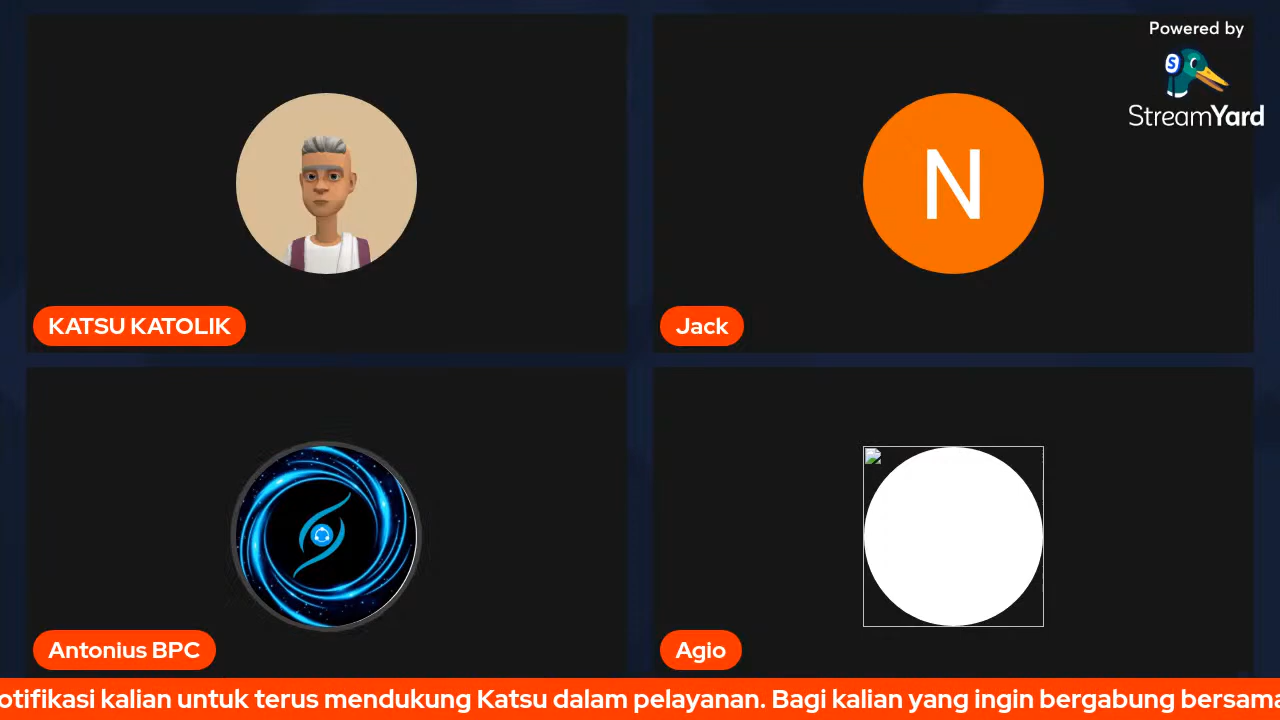 Powered by
S
StreamYard
N
KATSU KATOLIK
Jack
Antonius BPC
Agio
otifikasi kalian untuk terus mendukung Katsu dalam pelayanan. Bagi kalian yang ingin bergabung bersama